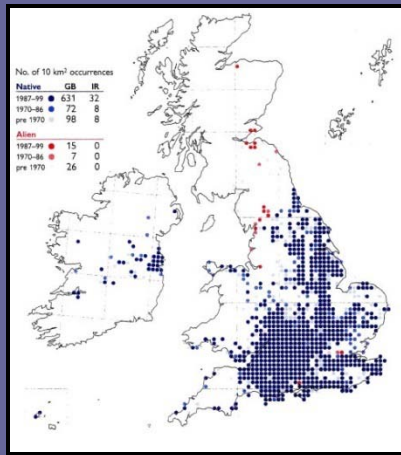 No. of 10 km² occurrences
Native GB IR
1987–99 631 32
1970–86 72 8
pre 1970 98 8
Alien
1987–99 15 0
1970–86 7 0
pre 1970 26 0